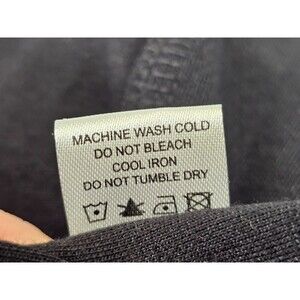 MACHINE WASH COLD
DO NOT BLEACH
COOL IRON
DO NOT TUMBLE DRY